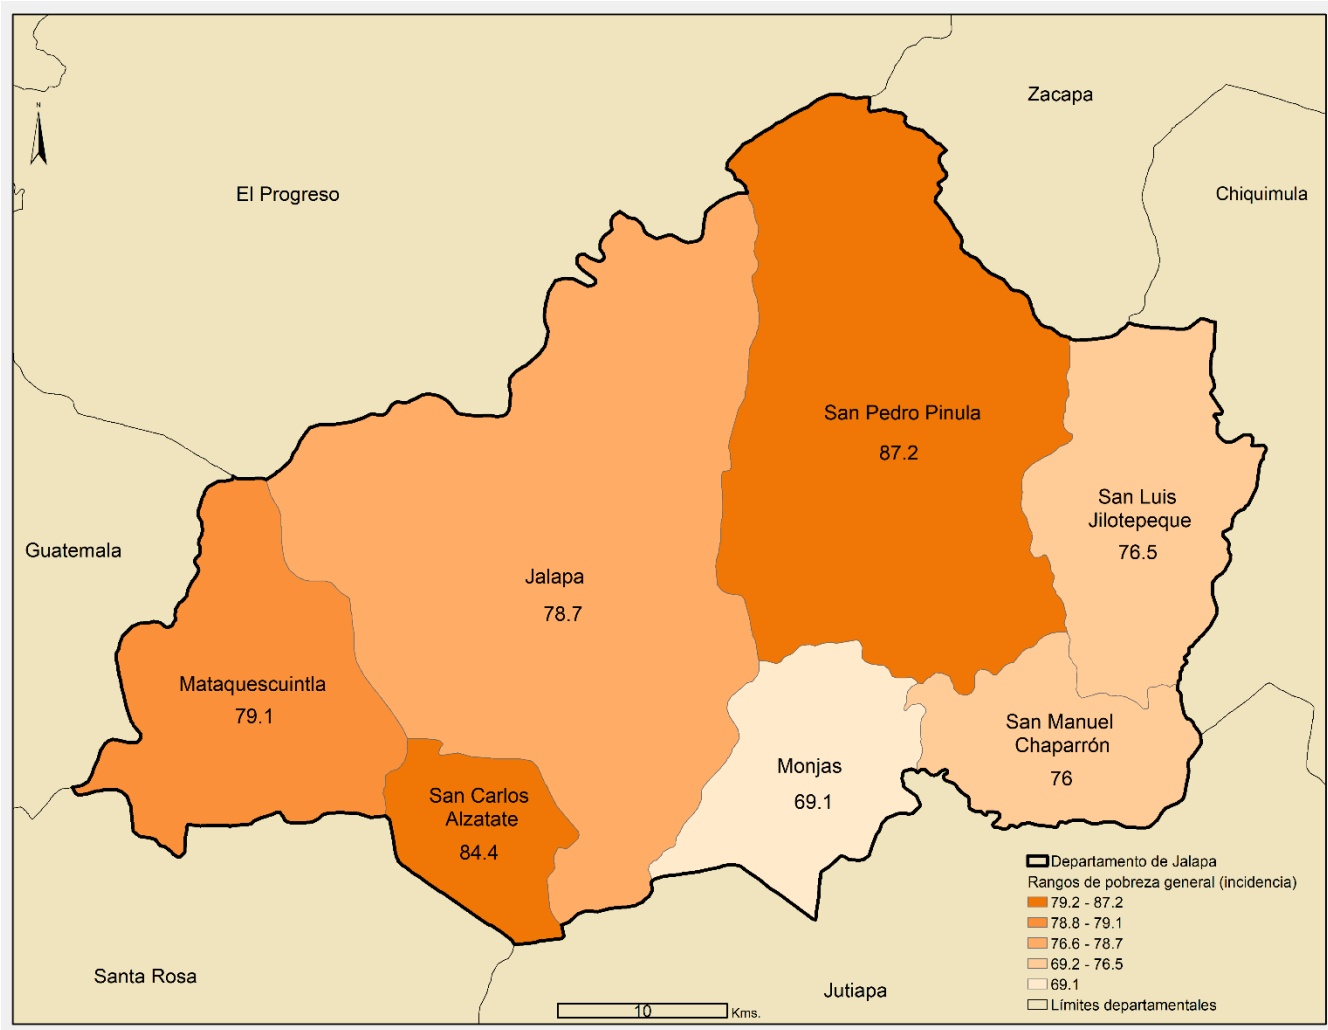 N
Zacapa
El Progreso
Chiquimula
San Pedro Pinula
87.2
San Luis
Jilotepeque
76.5
Guatemala
Jalapa
78.7
Mataquescuintla
79.1
San Manuel
Chaparrón
76
Monjas
69.1
San Carlos
Alzatate
84.4
Departamento de Jalapa
Rangos de pobreza general (incidencia)
79.2 - 87.2
78.8 - 79.1
76.6 - 78.7
69.2 - 76.5
69.1
Límites departamentales
Santa Rosa
Jutiapa
10
Kms.